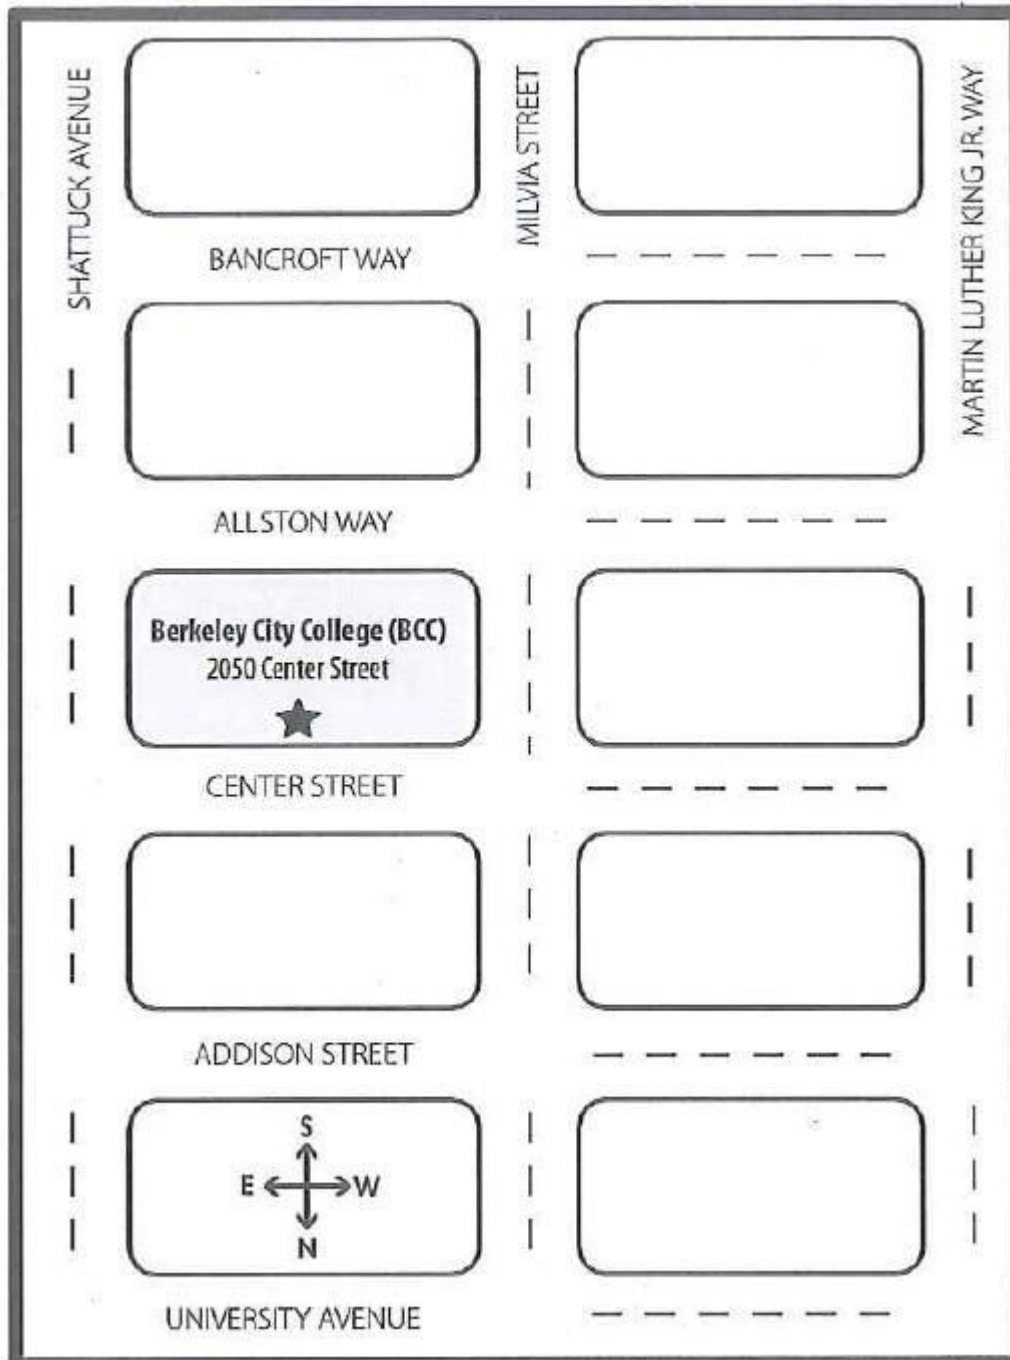 SHATTUCK AVENUE
MILVIA STREET
MARTIN LUTHER KING JR. WAY
BANCROFT WAY
ALLSTON WAY
Berkeley City College (BCC)
2050 Center Street
CENTER STREET
ADDISON STREET
S
E W
N
UNIVERSITY AVENUE